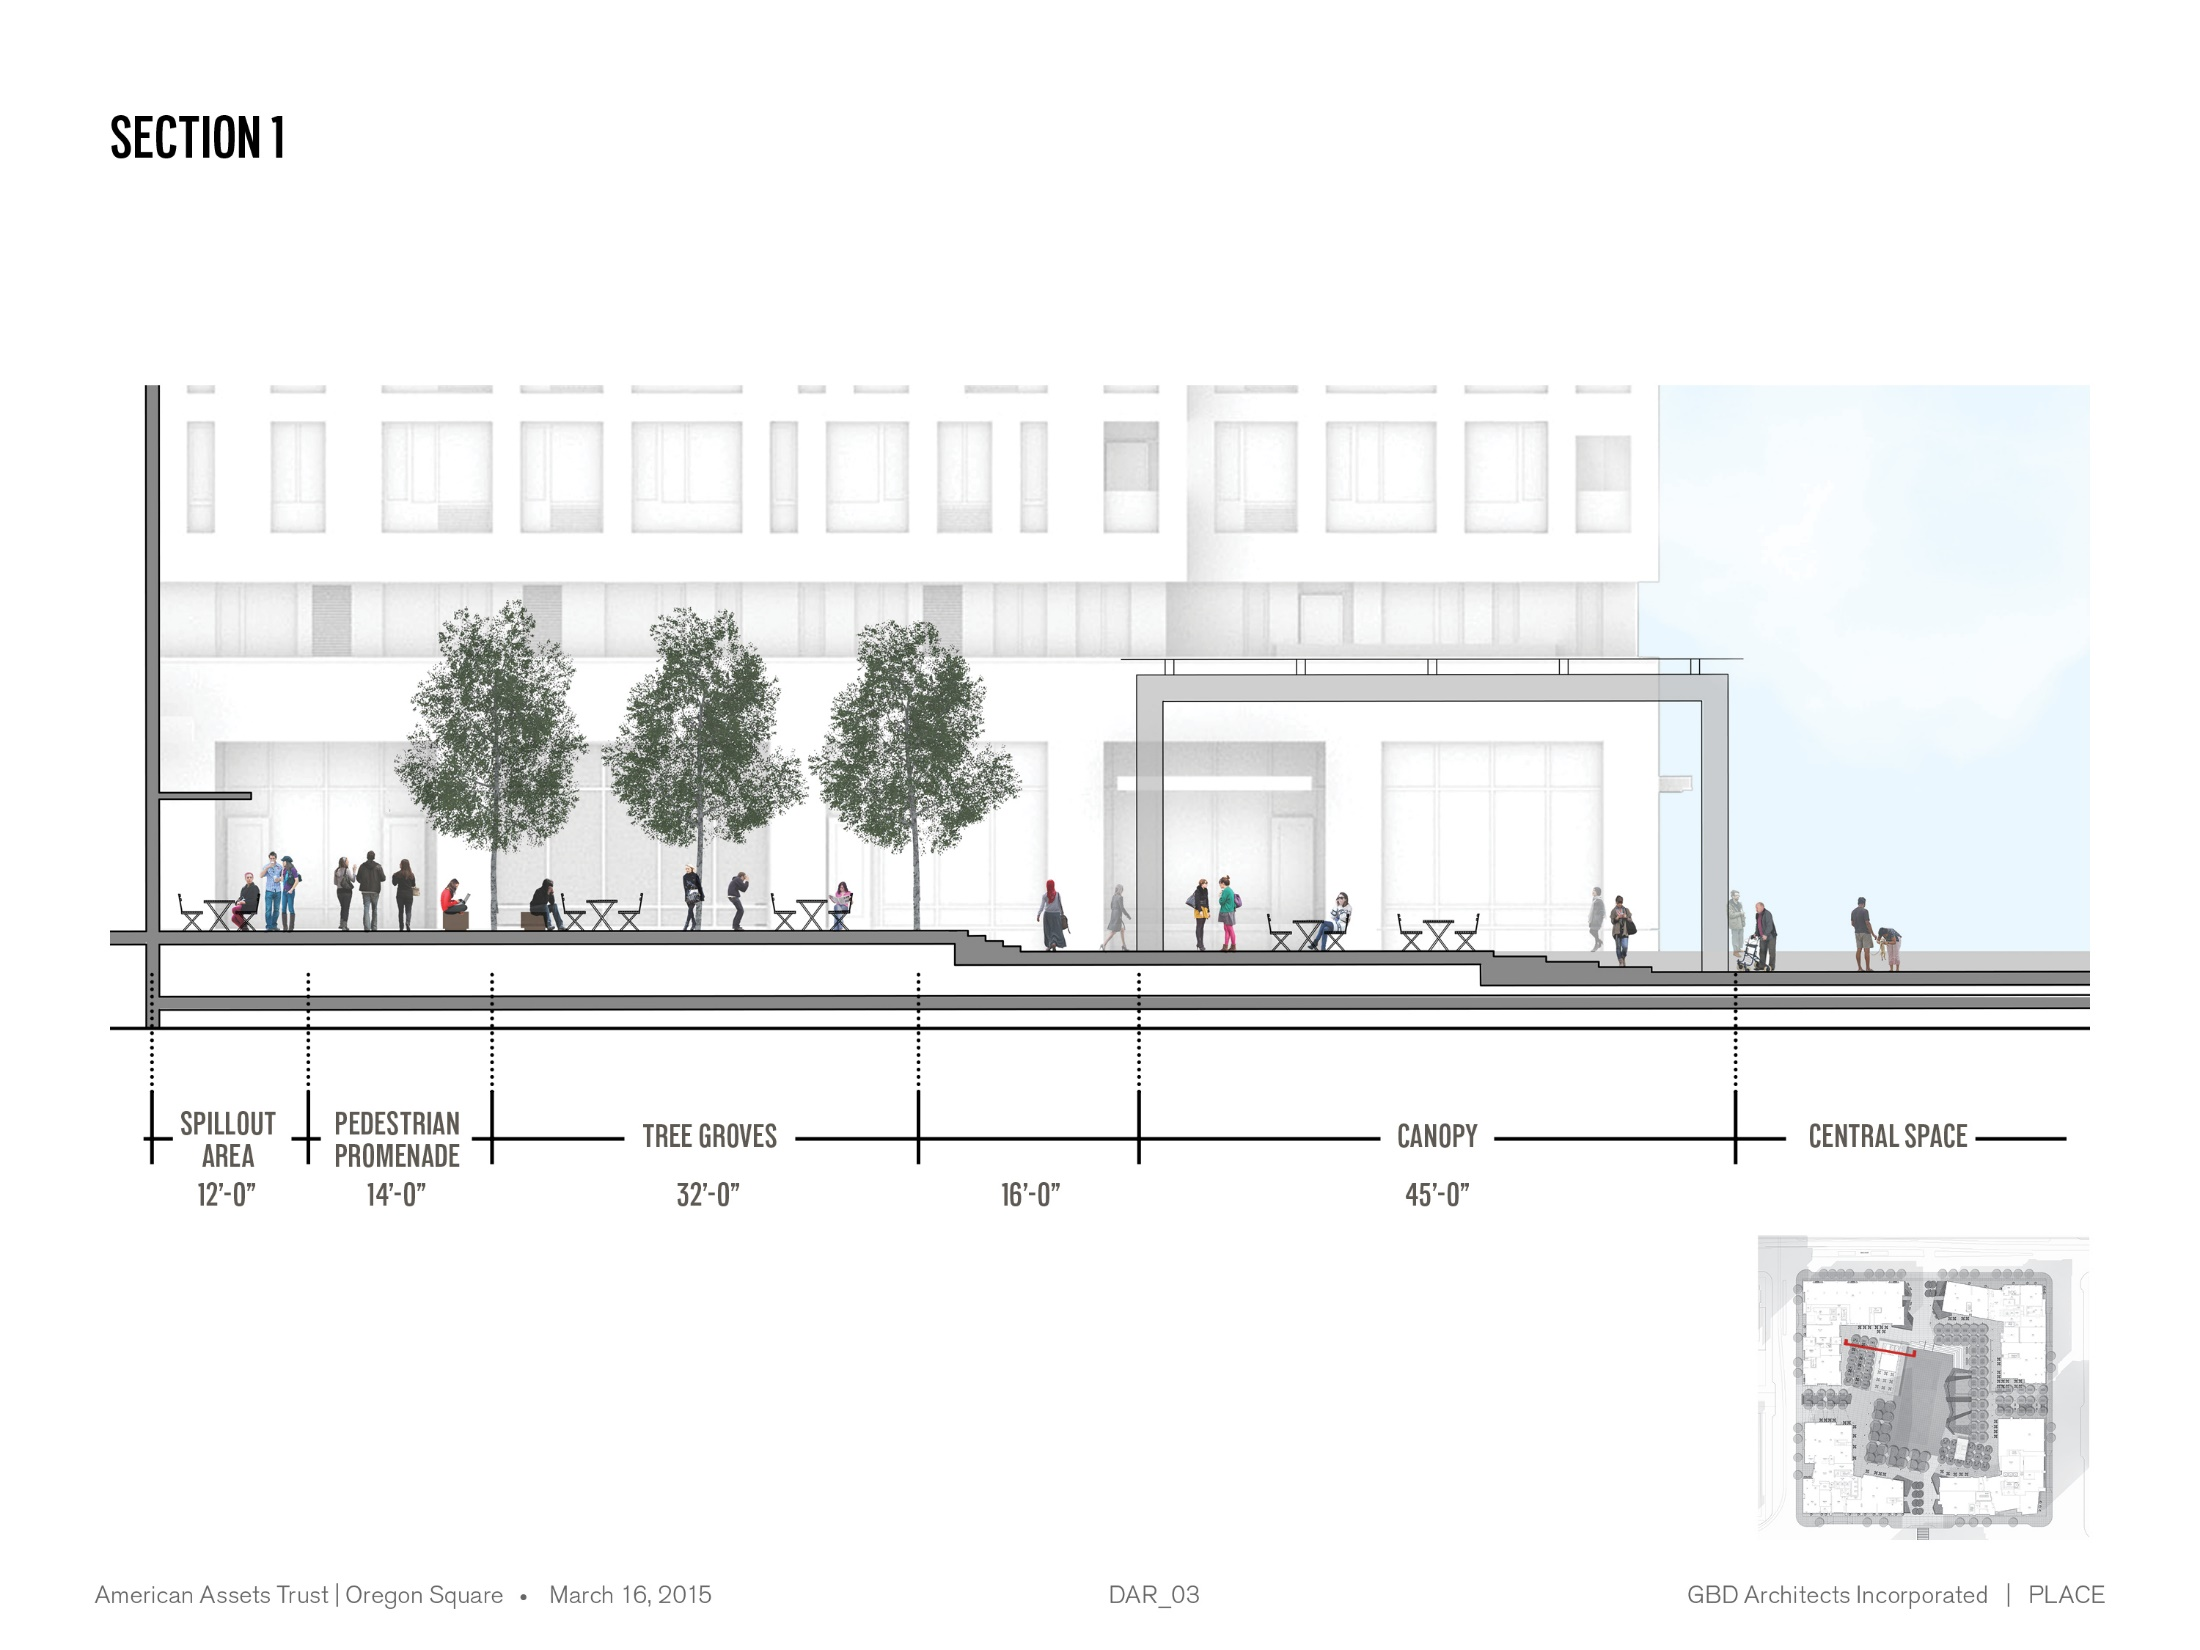 SECTION 1
SPILLOUT
AREA
12’-0”
PEDESTRIAN
PROMENADE
14’-0”
TREE GROVES
32’-0”
16’-0”
CANOPY
45’-0”
CENTRAL SPACE
American Assets Trust | Oregon Square • March 16, 2015
DAR_03
GBD Architects Incorporated | PLACE